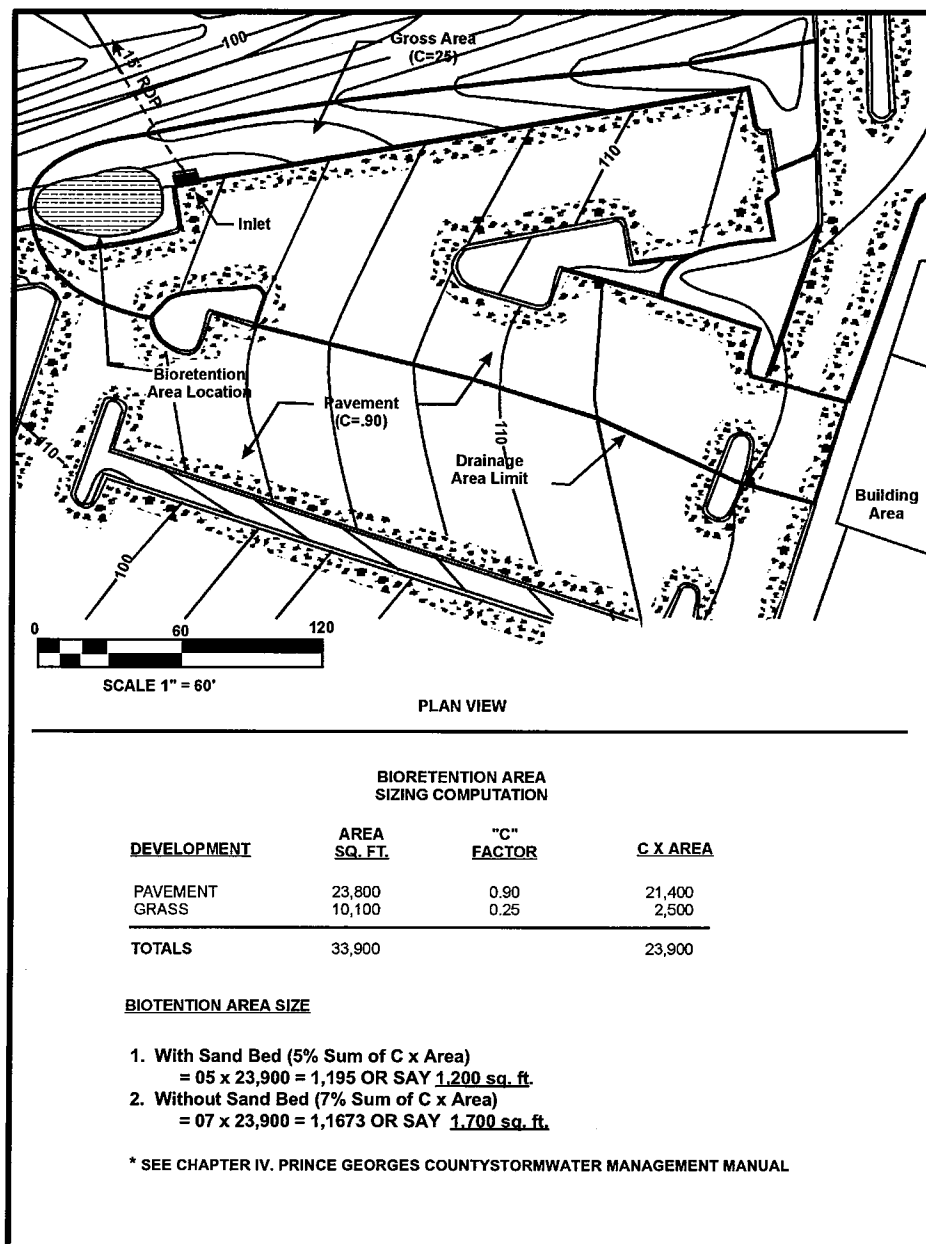 100
Gross Area
(C=25)
15' RDP
110
Inlet
Bioretention
Area Location
Pavement
(C=.90)
110
Drainage
Area Limit
Building
Area
110
100
0 60 120
SCALE 1" = 60'
PLAN VIEW
BIORETENTION AREA
SIZING COMPUTATION
DEVELOPMENT AREA SQ. FT. "C" FACTOR C X AREA
PAVEMENT 23,800 0.90 21,400
GRASS 10,100 0.25 2,500
TOTALS 33,900 23,900
BIOTENTION AREA SIZE
1. With Sand Bed (5% Sum of C x Area)
= 05 x 23,900 = 1,195 OR SAY 1,200 sq. ft.
2. Without Sand Bed (7% Sum of C x Area)
= 07 x 23,900 = 1,1673 OR SAY 1,700 sq. ft.
* SEE CHAPTER IV. PRINCE GEORGES COUNTYSTORMWATER MANAGEMENT MANUAL